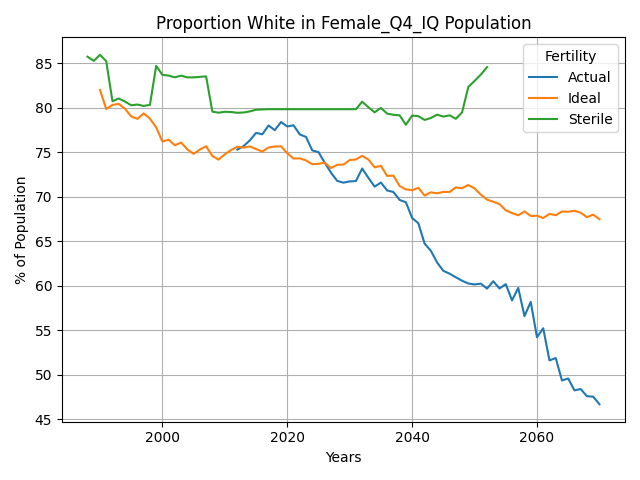 Proportion White in Female_Q4_IQ Population
Fertility
Actual
Ideal
Sterile
% of Population
85
80
75
70
65
60
55
50
45
2000
2020
2040
2060
Years